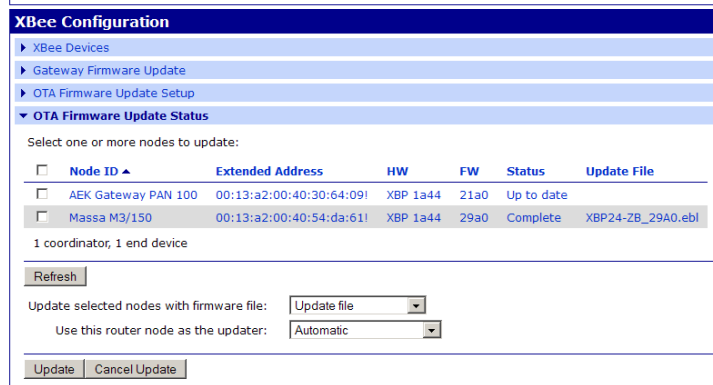 XBee Configuration
XBee Devices
Gateway Firmware Update
OTA Firmware Update Setup
OTA Firmware Update Status
Select one or more nodes to update:
Node ID Extended Address HW FW Status Update File
AEK Gateway PAN 100 00:13:a2:00:40:30:64:09! XBP 1a44 21a0 Up to date
Massa M3/150 00:13:a2:00:40:54:da:61! XBP 1a44 29a0 Complete XBP24-ZB_29A0.ebl
1 coordinator, 1 end device
Refresh
Update selected nodes with firmware file: Update file
Use this router node as the updater: Automatic
Update Cancel Update